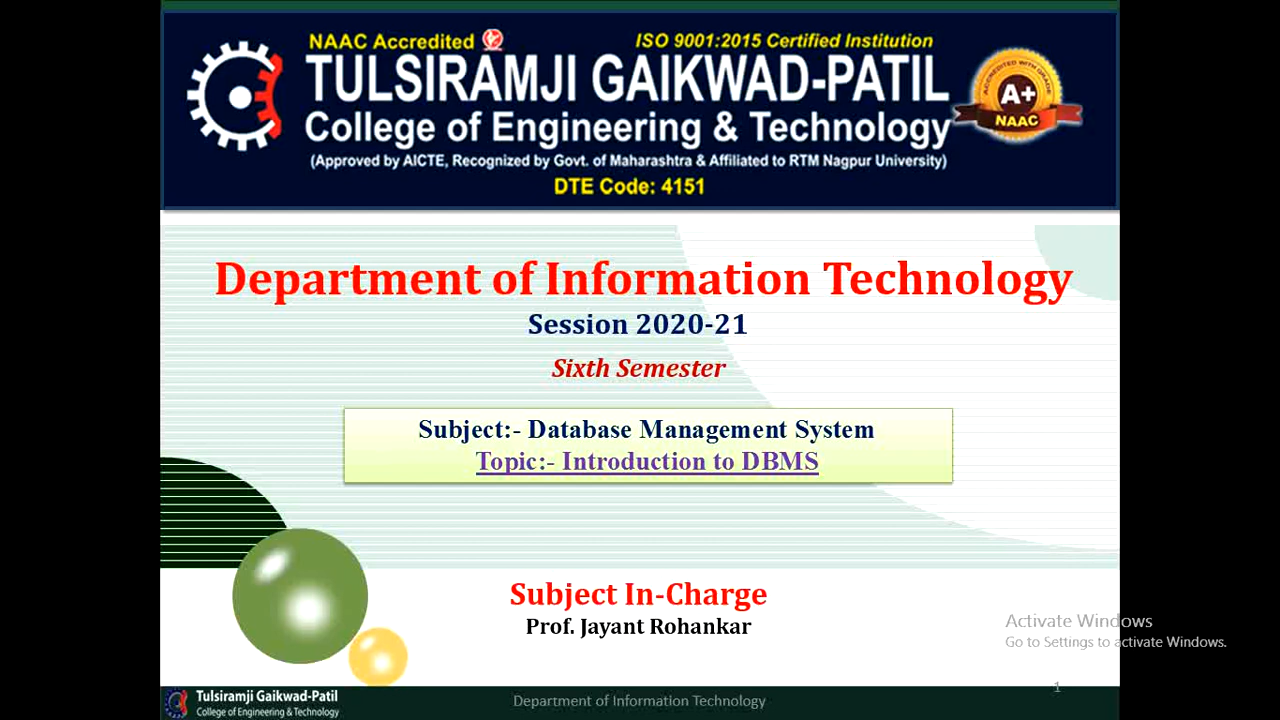 NAAC Accredited
ISO 9001:2015 Certified Institution
TULSIRAMJI GAIKWAD-PATIL
College of Engineering & Technology
(Approved by AICTE, Recognized by Govt. of Maharashtra & Affiliated to RTM Nagpur University)
DTE Code: 4151
ACCREDITED WITH GRADE
A+
NAAC
Department of Information Technology
Session 2020-21
Sixth Semester
Subject:- Database Management System
Topic:- Introduction to DBMS
Subject In-Charge
Prof. Jayant Rohankar
Activate Windows
Go to Settings to activate Windows.
1
Tulsiramji Gaikwad-Patil
College of Engineering & Technology
Department of Information Technology